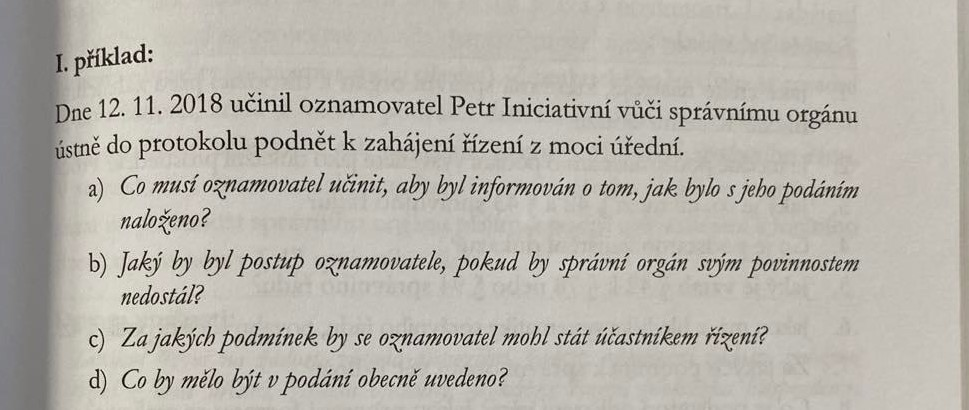 I. příklad:
Dne 12. 11. 2018 učinil oznamovatel Petr Iniciativní vůči správnímu orgánu
ústně do protokolu podnět k zahájení řízení z moci úřední.
a) Co musí oznamovatel učinit, aby byl informován o tom, jak bylo s jeho podáním
naloženo?
b) Jaký by byl postup oznamovatele, pokud by správní orgán svým povinnostem
nedostál?
c) Za jakých podmínek by se oznamovatel mohl stát účastníkem řízení?
d) Co by mělo být v podání obecně uvedeno?